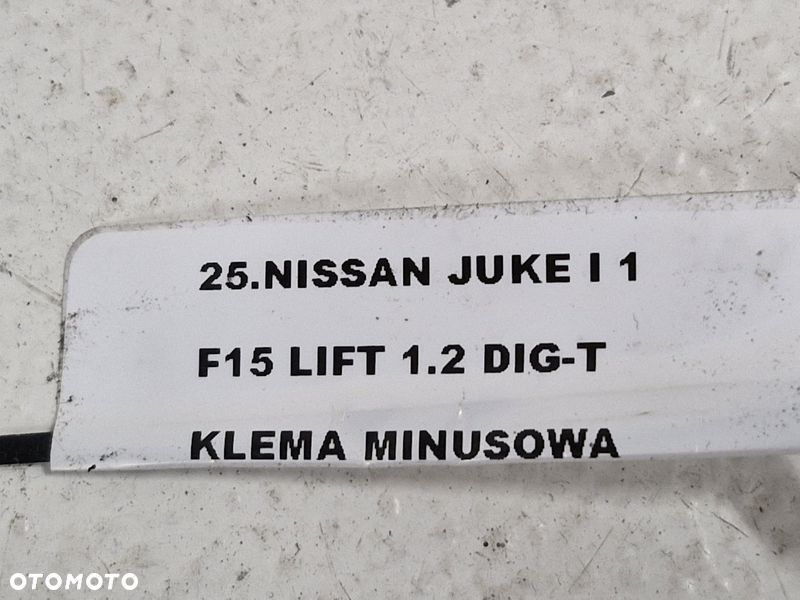 25.NISSAN JUKE I 1
F15 LIFT 1.2 DIG-T
KLEMA MINUSOWA
OTOMOTO